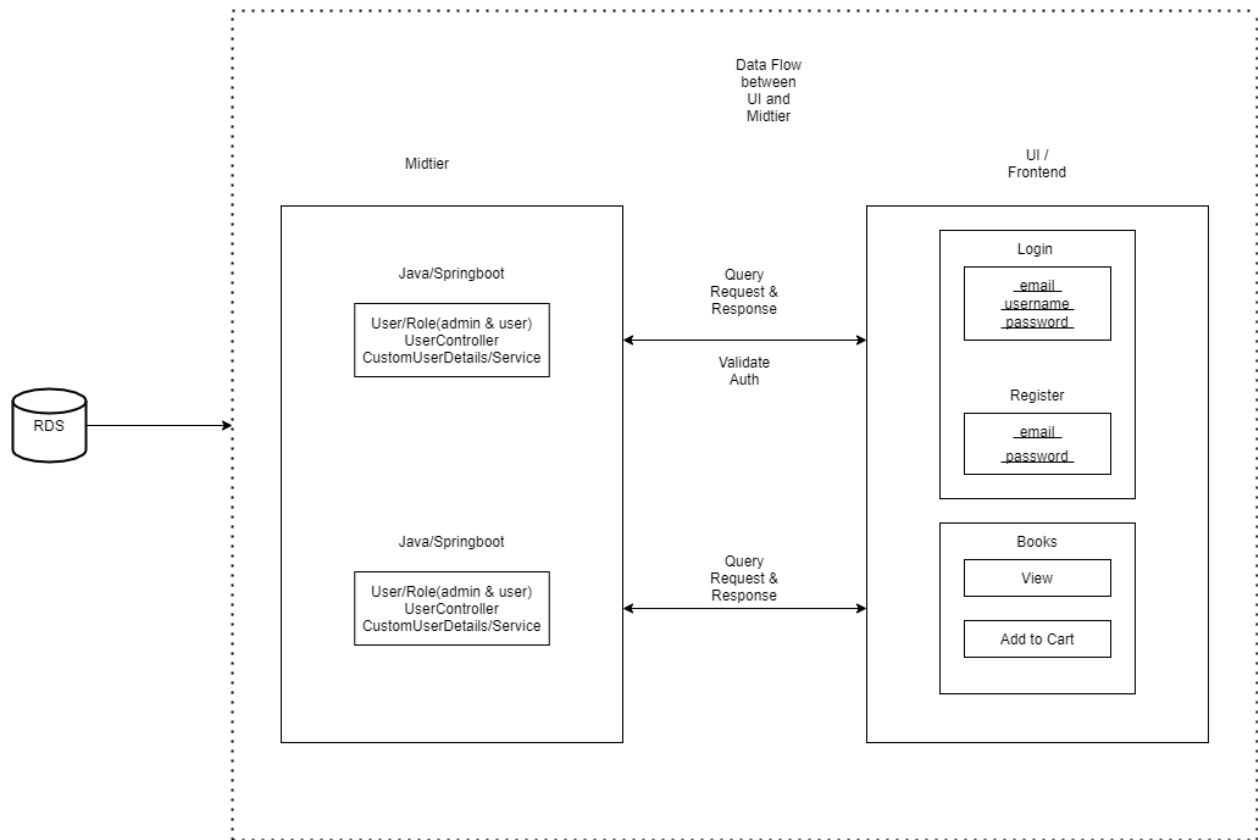 Data Flow
between
UI and
Midtier
Midtier
UI /
Frontend
Java/Springboot
User/Role(admin & user)
UserController
CustomUserDetails/Service
Query
Request &
Response
Validate
Auth
Login
email
username
password
Register
email
password
RDS
Java/Springboot
User/Role(admin & user)
UserController
CustomUserDetails/Service
Query
Request &
Response
Books
View
Add to Cart